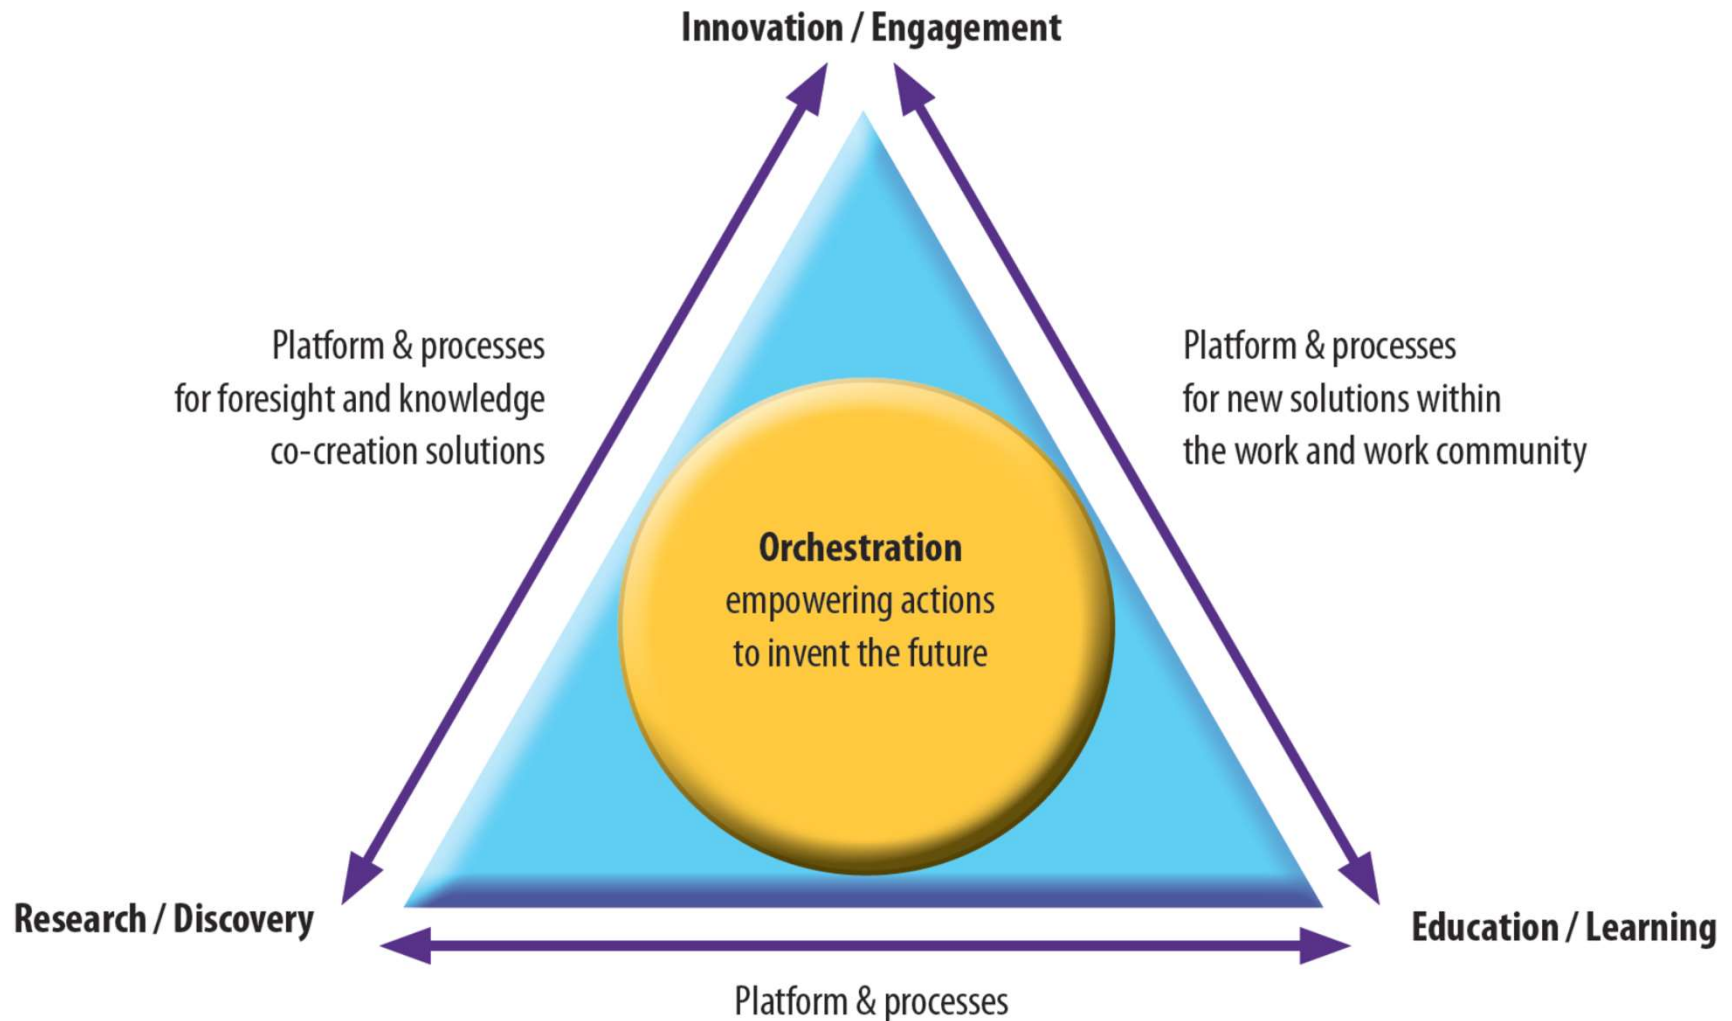 Innovation / Engagement
Platform & processes
for foresight and knowledge
co-creation solutions
Platform & processes
for new solutions within
the work and work community
Orchestration
empowering actions
to invent the future
Research / Discovery
Education / Learning
Platform & processes